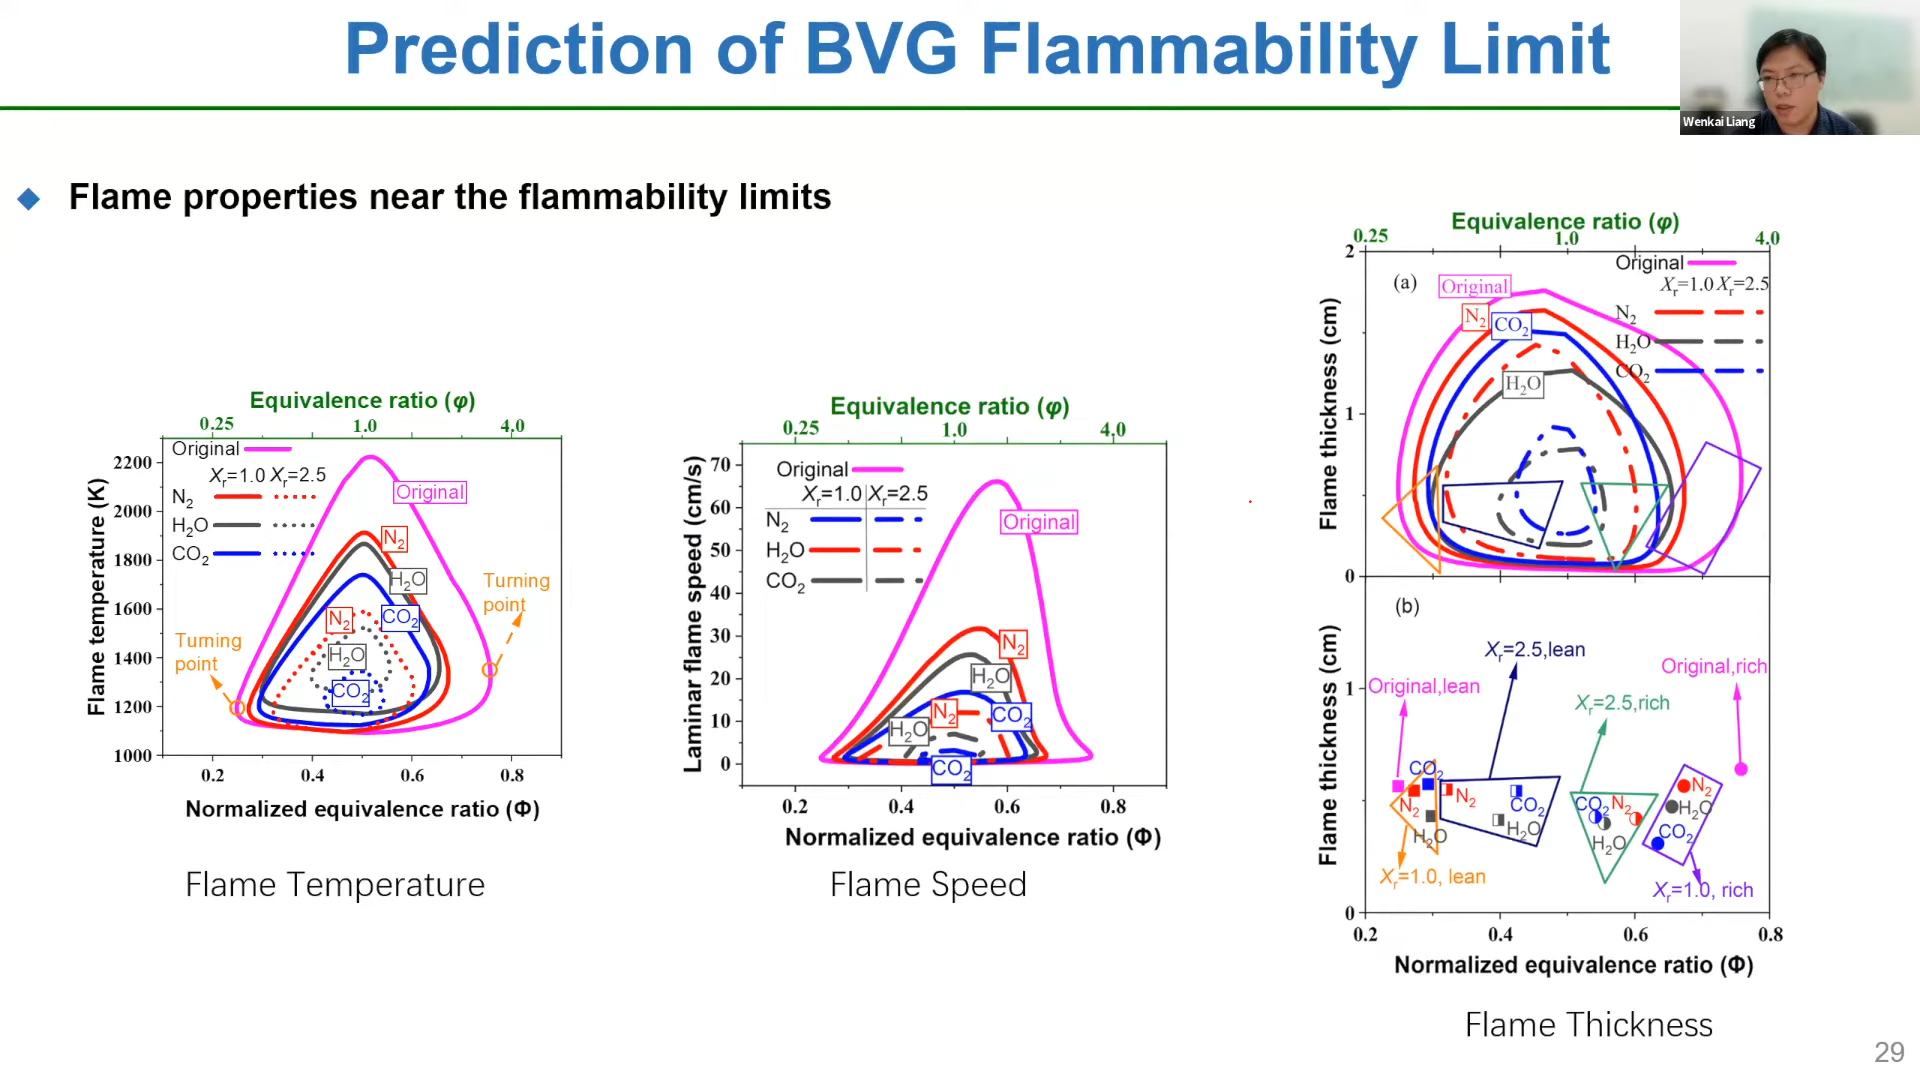 Prediction of BVG Flammability Limit
Wenkai Liang
Flame properties near the flammability limits
Equivalence ratio (φ)
0.25 1.0 4.0
Original
Xr=1.0 Xr=2.5
N2
H2O
CO2
Original
N2
H2O
CO2
N2
H2O
CO2
Turning
point
Turning
point
Flame temperature (K)
2200
2000
1800
1600
1400
1200
1000
0.2 0.4 0.6 0.8
Normalized equivalence ratio (Φ)
Flame Temperature
Equivalence ratio (φ)
0.25 1.0 4.0
Original
Xr=1.0 Xr=2.5
N2
H2O
CO2
Original
N2
H2O
CO2
N2
H2O
CO2
Laminar flame speed (cm/s)
70
60
50
40
30
20
10
0
0.2 0.4 0.6 0.8
Normalized equivalence ratio (Φ)
Flame Speed
Equivalence ratio (φ)
0.25 1.0 4.0
(a)
Original
Xr=1.0 Xr=2.5
N2
H2O
CO2
Original
N2
CO2
H2O
Flame thickness (cm)
2
1
0
(b)
Xr=2.5,lean
Original,rich
Original,lean
Xr=2.5,rich
CO2
N2
H2O
N2
CO2
H2O
CO2 N2
H2O
N2
H2O
CO2
Xr=1.0, lean
Xr=1.0, rich
Flame thickness (cm)
1
0
0.2 0.4 0.6 0.8
Normalized equivalence ratio (Φ)
Flame Thickness
29